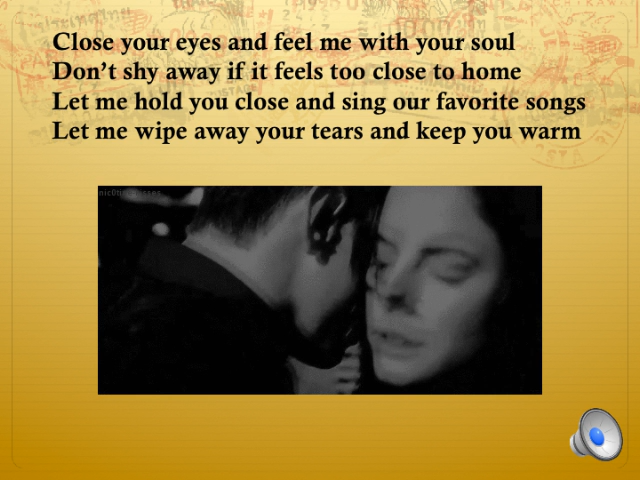 Close your eyes and feel me with your soul
Don’t shy away if it feels too close to home
Let me hold you close and sing our favorite songs
Let me wipe away your tears and keep you warm